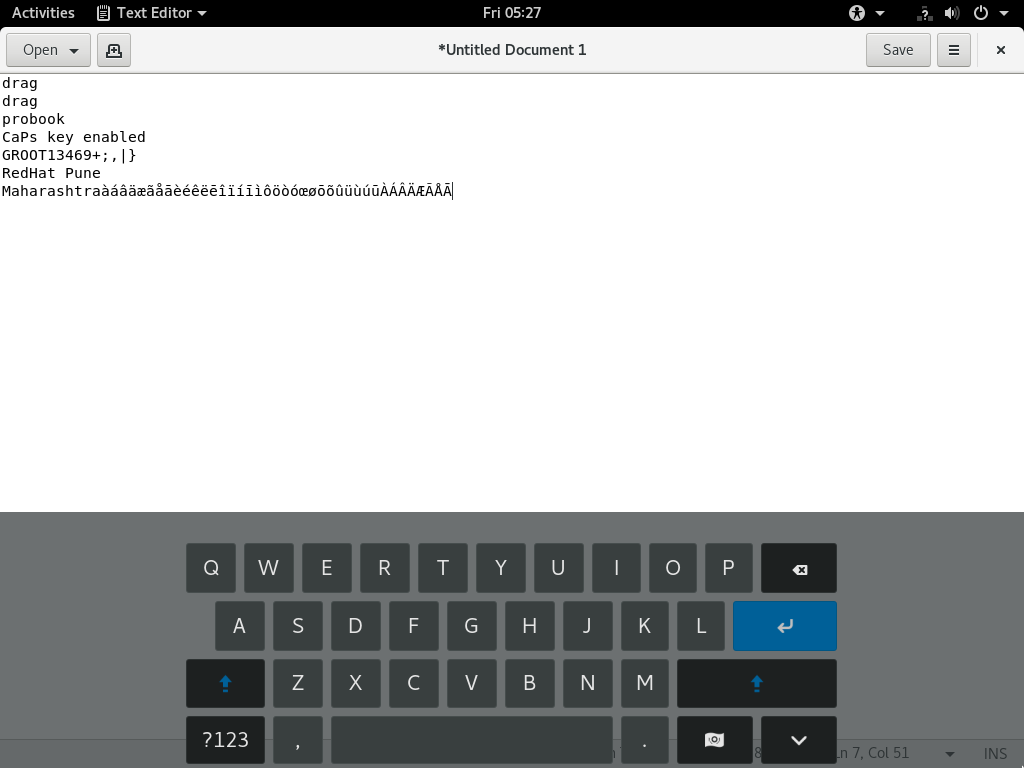 Activities Text Editor Fri 05:27
Open *Untitled Document 1 Save
drag
drag
probook
CaPs key enabled
GROOT13469+;,|}
RedHat Pune
MaharashtraàáâäæãåāèéêëēîïíīìôöòóœøōõûüùúūÀÁÂÄÆÃÅĀ
Q W E R T Y U I O P
A S D F G H J K L
Z X C V B N M
?123 , .
Ln 7, Col 51 INS